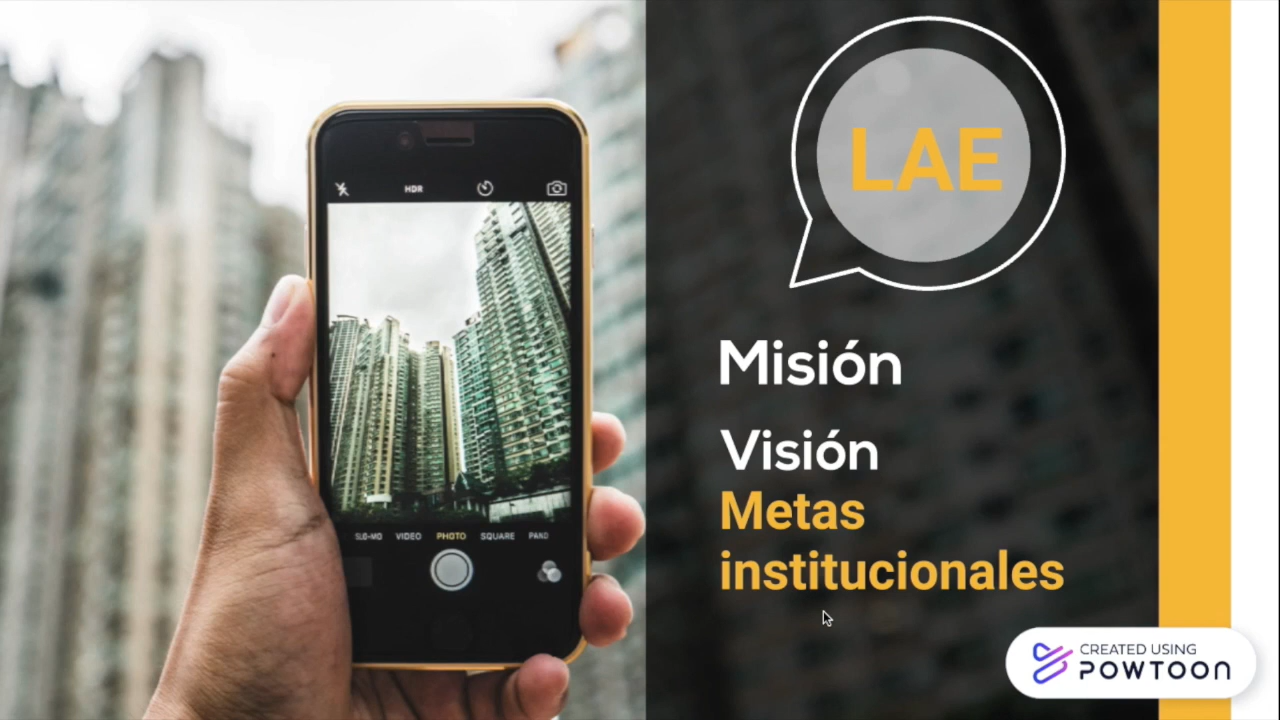 HDR
SLO-MO VIDEO PHOTO SQUARE PANO
LAE
Misión
Visión
Metas
institucionales
CREATED USING
POWTOON